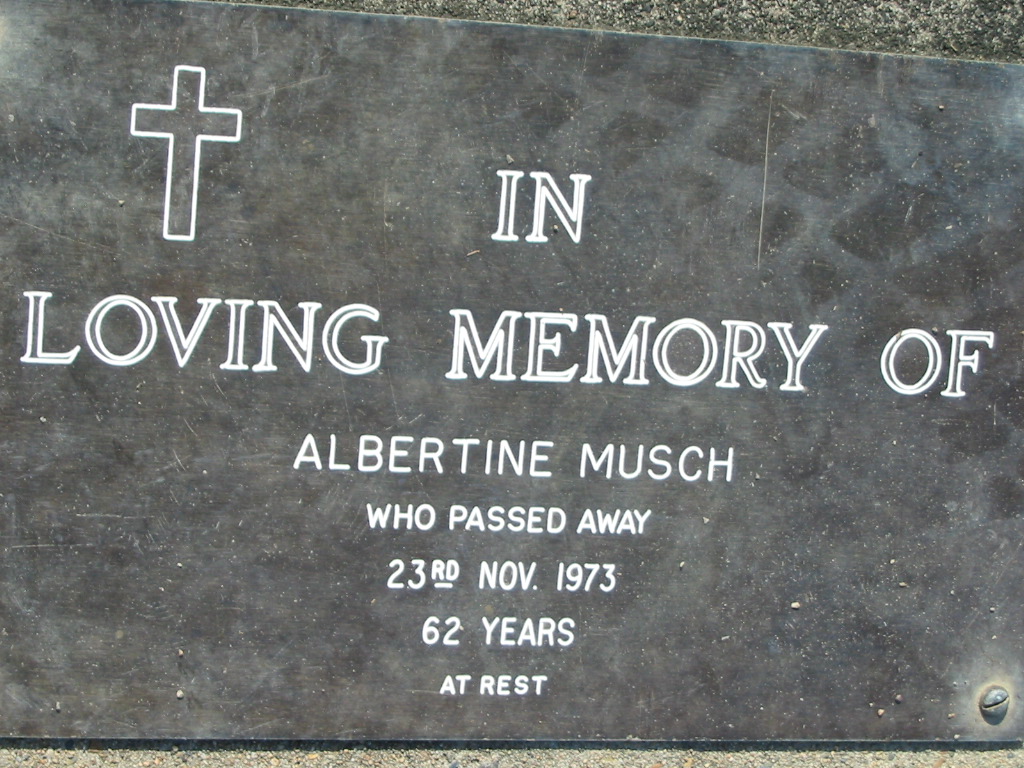 IN
LOVING MEMORY OF
ALBERTINE MUSCH
WHO PASSED AWAY
23RD NOV. 1973
62 YEARS
AT REST